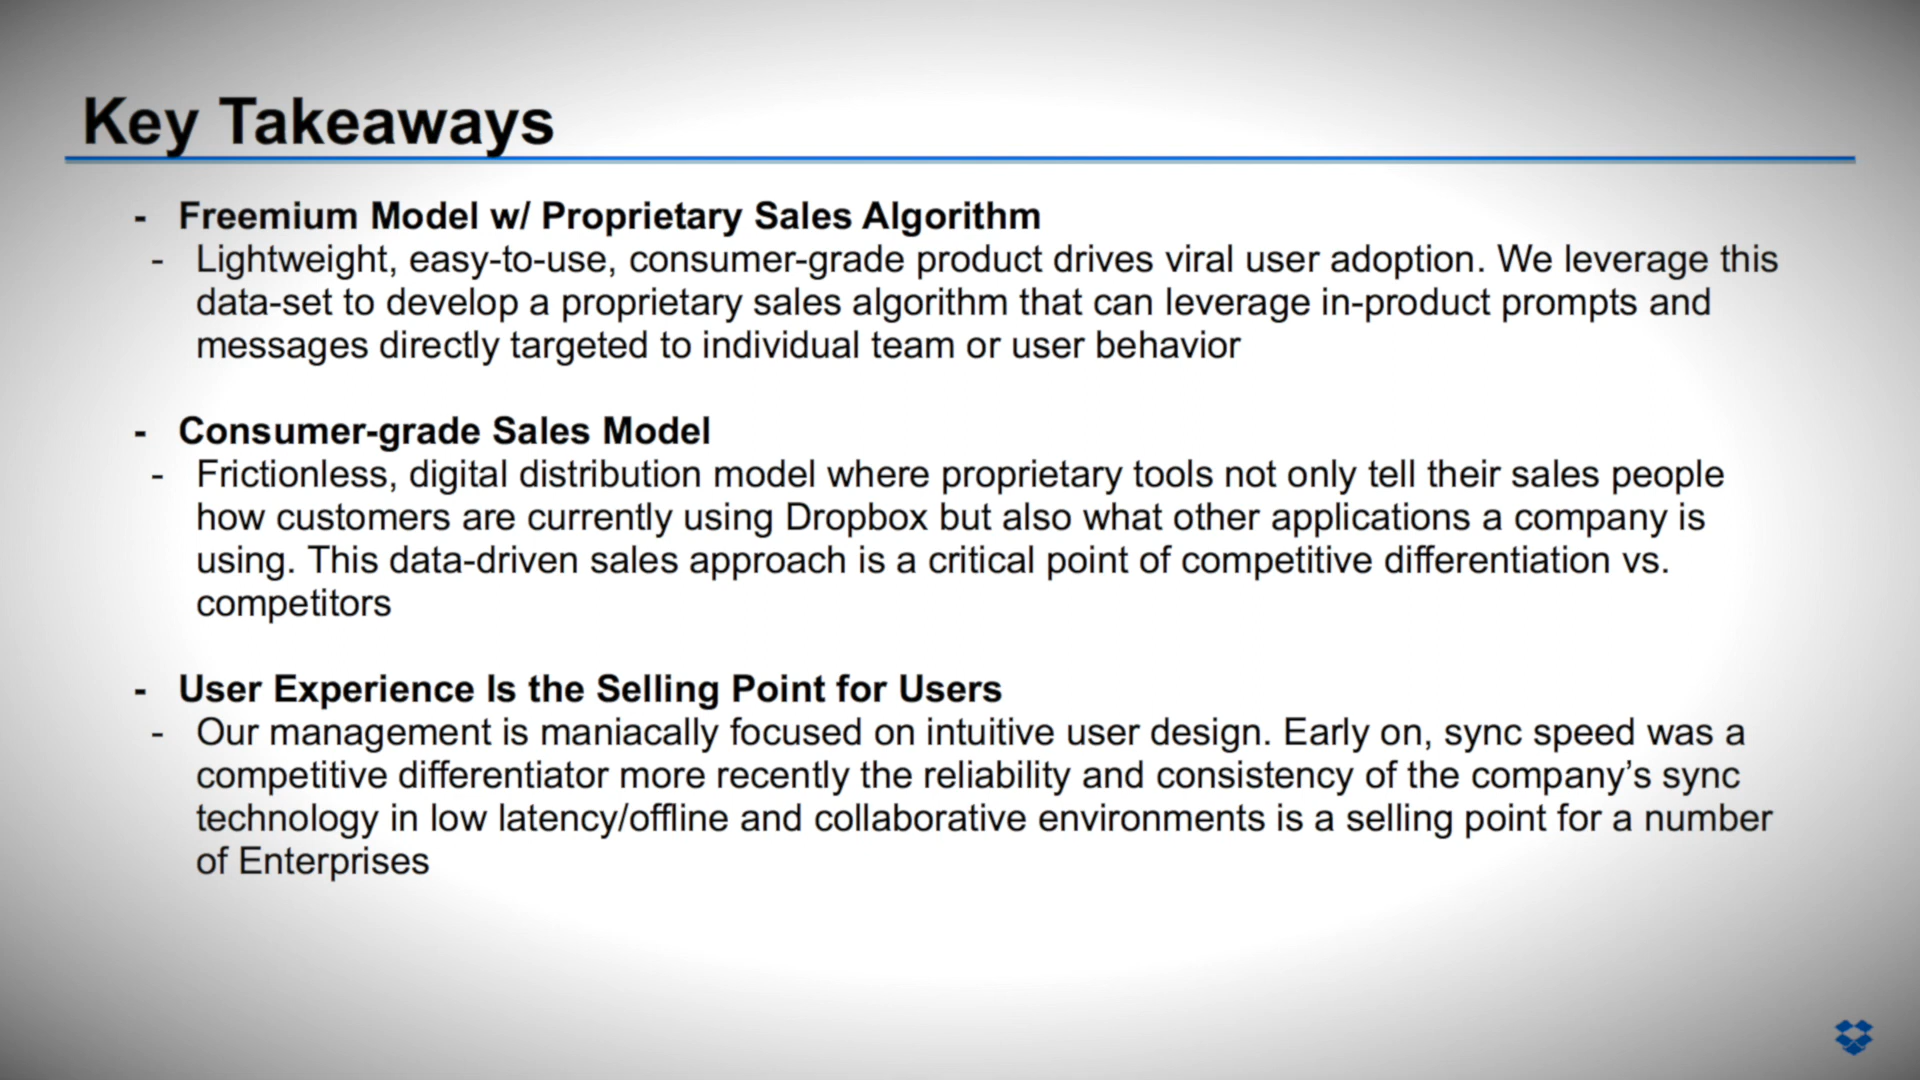 Key Takeaways
- Freemium Model w/ Proprietary Sales Algorithm
- Lightweight, easy-to-use, consumer-grade product drives viral user adoption. We leverage this
data-set to develop a proprietary sales algorithm that can leverage in-product prompts and
messages directly targeted to individual team or user behavior
- Consumer-grade Sales Model
- Frictionless, digital distribution model where proprietary tools not only tell their sales people
how customers are currently using Dropbox but also what other applications a company is
using. This data-driven sales approach is a critical point of competitive differentiation vs.
competitors
- User Experience Is the Selling Point for Users
- Our management is maniacally focused on intuitive user design. Early on, sync speed was a
competitive differentiator more recently the reliability and consistency of the company’s sync
technology in low latency/offline and collaborative environments is a selling point for a number
of Enterprises